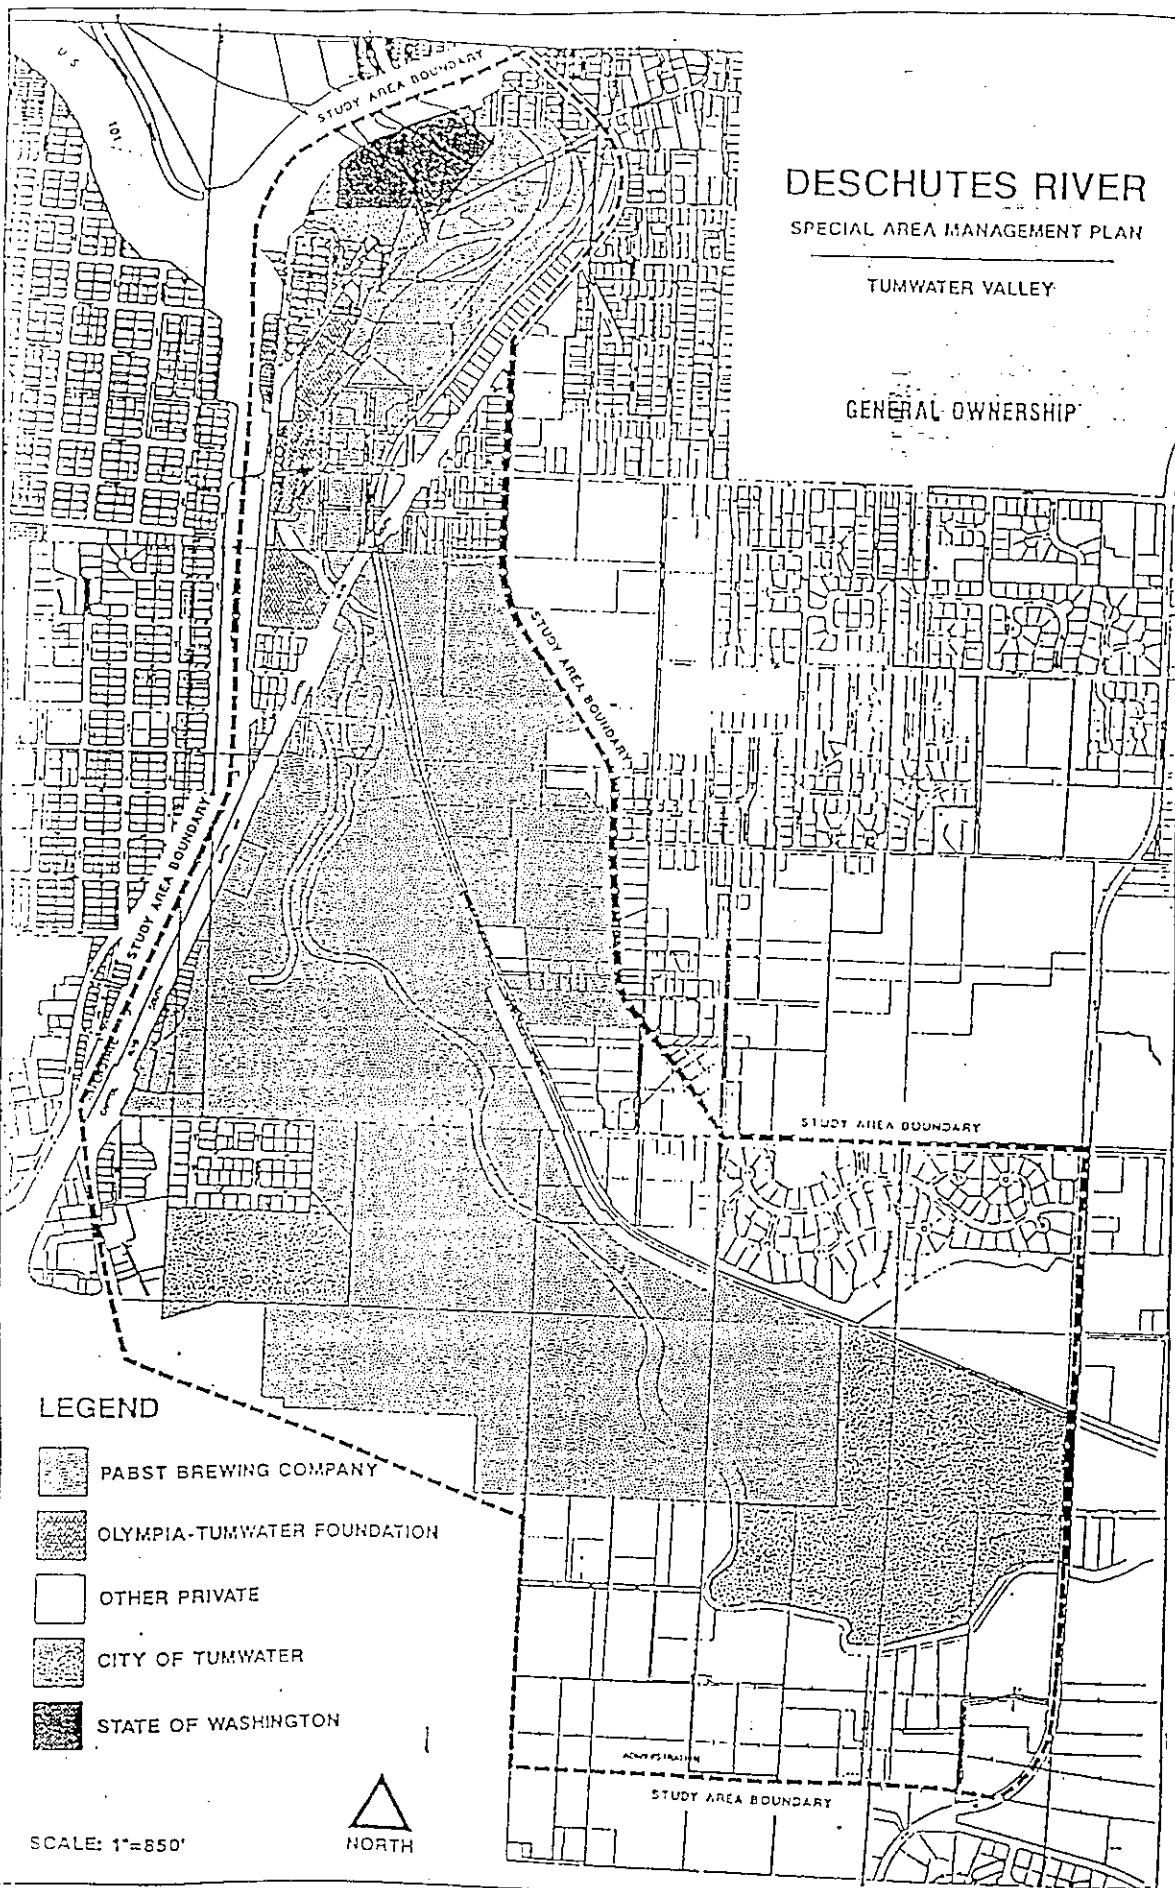 DESCHUTES RIVER
SPECIAL AREA MANAGEMENT PLAN
TUMWATER VALLEY
GENERAL OWNERSHIP
U S
101
STUDY AREA BOUNDARY
STUDY AREA BOUNDARY
STUDY AREA BOUNDARY
STUDY AREA BOUNDARY
STUDY AREA BOUNDARY
LEGEND
PABST BREWING COMPANY
OLYMPIA-TUMWATER FOUNDATION
OTHER PRIVATE
CITY OF TUMWATER
STATE OF WASHINGTON
SCALE: 1"=850'
NORTH